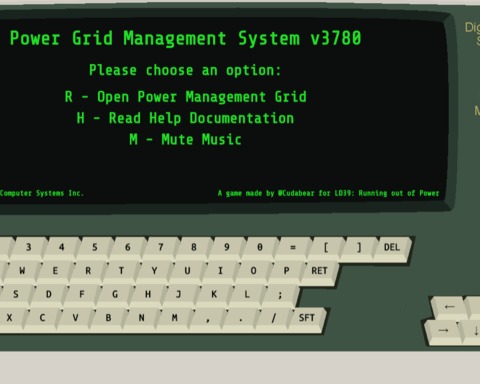 Power Grid Management System v3780
Please choose an option:
R - Open Power Management Grid
H - Read Help Documentation
M - Mute Music
Computer Systems Inc.
A game made by @Cudabear for LD39: Running out of Power
3 4 5 6 7 8 9 0 = [ ] DEL
W E R T Y U I O P RET
S D F G H J K L ;
X C V B N M , . / SFT
←
→ ↓